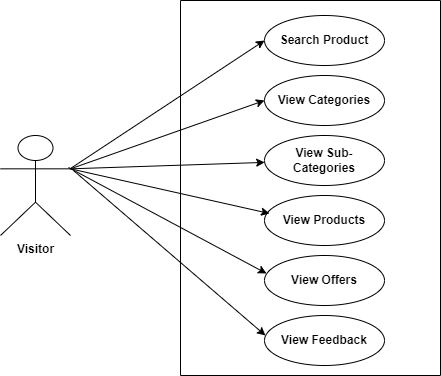 Search Product
View Categories
View Sub-
Categories
View Products
View Offers
View Feedback
Visitor